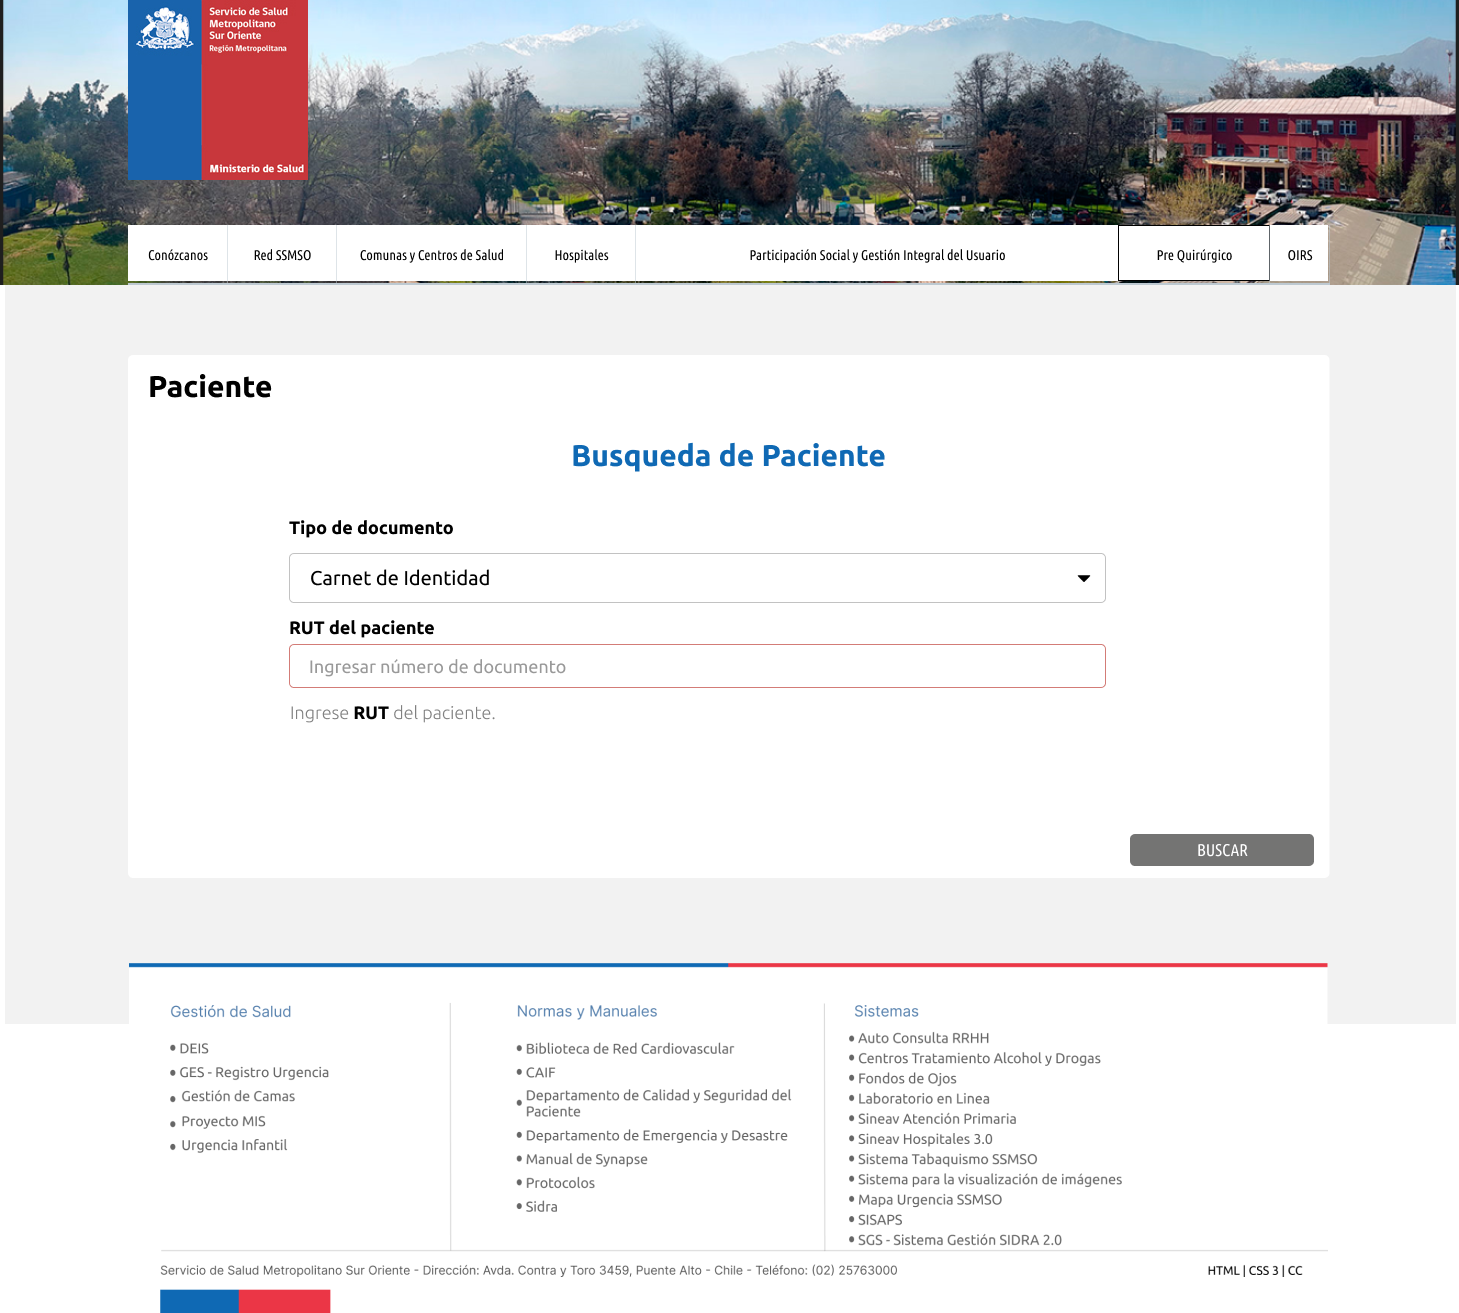 Servicio de Salud
Metropolitano
Sur Oriente
Región Metropolitana
Ministerio de Salud
Conózcanos
Red SSMSO
Comunas y Centros de Salud
Hospitales
Participación Social y Gestión Integral del Usuario
Pre Quirúrgico
OIRS
Paciente
Busqueda de Paciente
Tipo de documento
Carnet de Identidad
RUT del paciente
Ingresar número de documento
Ingrese RUT del paciente.
BUSCAR
Gestión de Salud
• DEIS
• GES - Registro Urgencia
• Gestión de Camas
• Proyecto MIS
• Urgencia Infantil
Normas y Manuales
• Biblioteca de Red Cardiovascular
• CAIF
• Departamento de Calidad y Seguridad del
Paciente
• Departamento de Emergencia y Desastre
• Manual de Synapse
• Protocolos
• Sidra
Sistemas
• Auto Consulta RRHH
• Centros Tratamiento Alcohol y Drogas
• Fondos de Ojos
• Laboratorio en Linea
• Sineav Atención Primaria
• Sineav Hospitales 3.0
• Sistema Tabaquismo SSMSO
• Sistema para la visualización de imágenes
• Mapa Urgencia SSMSO
• SISAPS
• SGS - Sistema Gestión SIDRA 2.0
Servicio de Salud Metropolitano Sur Oriente - Dirección: Avda. Contra y Toro 3459, Puente Alto - Chile - Teléfono: (02) 25763000
HTML | CSS 3 | CC